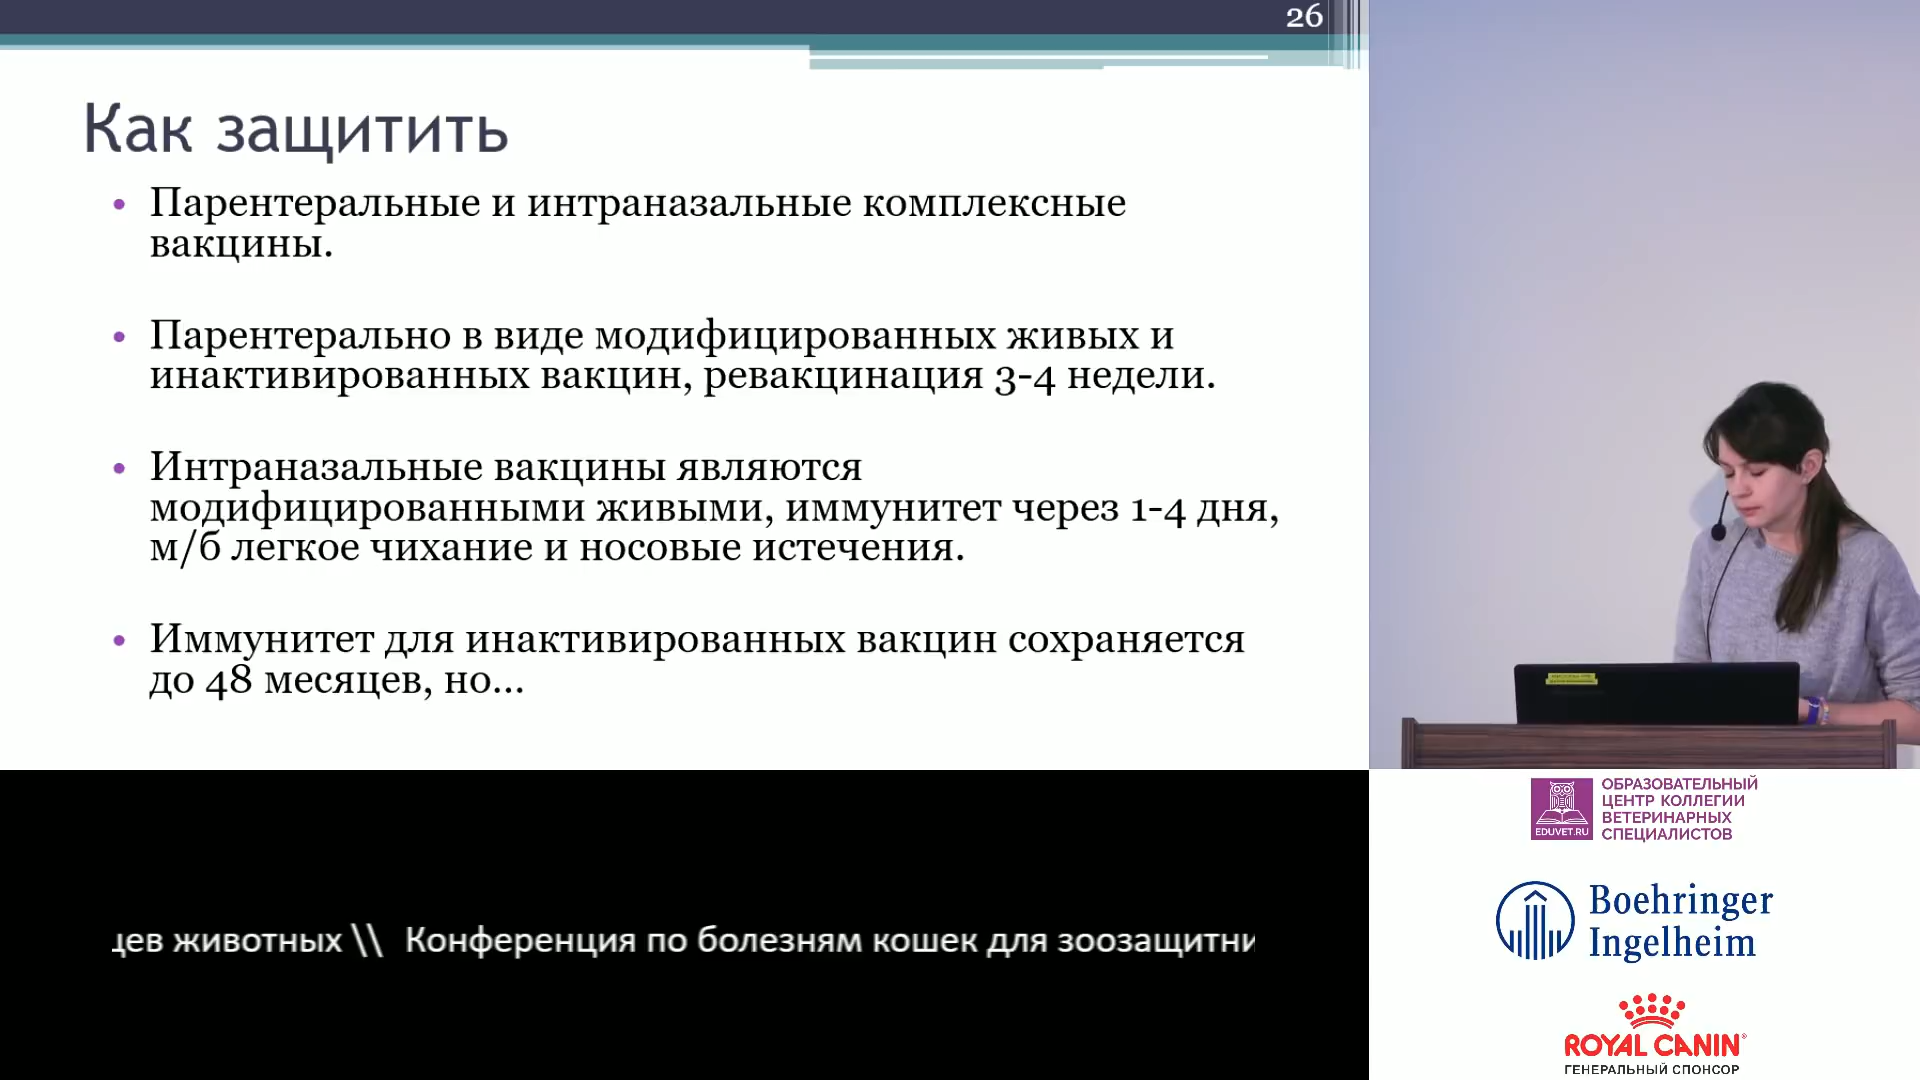 26
Как защитить
• Парентеральные и интраназальные комплексные
вакцины.
• Парентерально в виде модифицированных живых и
инактивированных вакцин, ревакцинация 3-4 недели.
• Интраназальные вакцины являются
модифицированными живыми, иммунитет через 1-4 дня,
м/б легкое чихание и носовые истечения.
• Иммунитет для инактивированных вакцин сохраняется
до 48 месяцев, но...
цев животных \\ Конференция по болезням кошек для зоозащитни
EDUVET.RU
ОБРАЗОВАТЕЛЬНЫЙ
ЦЕНТР КОЛЛЕГИИ
ВЕТЕРИНАРНЫХ
СПЕЦИАЛИСТОВ
Boehringer
Ingelheim
ROYAL CANIN
ГЕНЕРАЛЬНЫЙ СПОНСОР